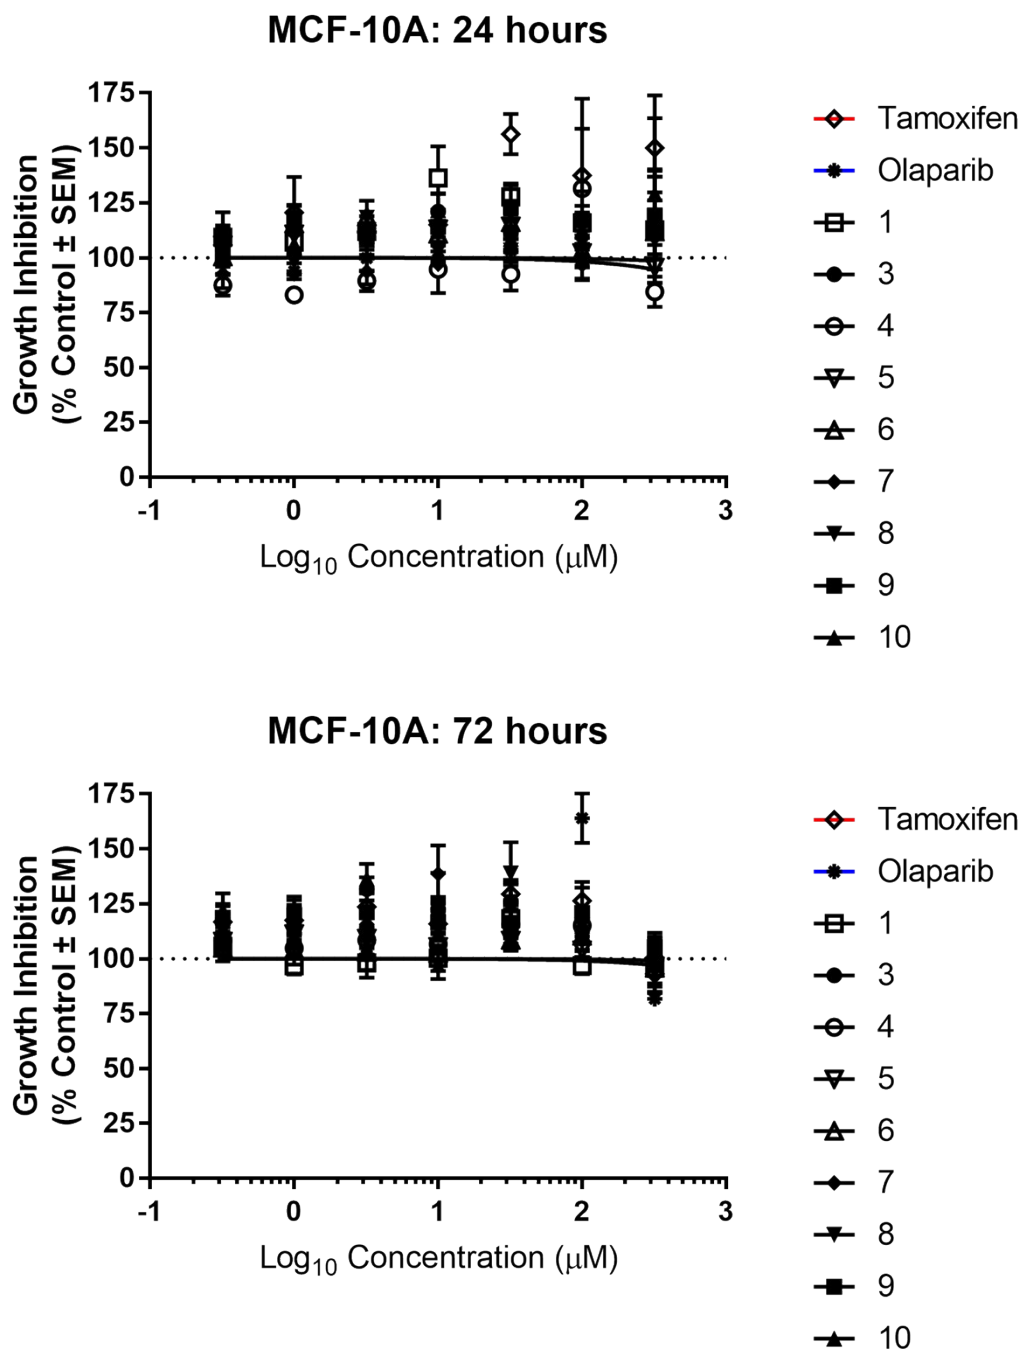 MCF-10A: 24 hours
Growth Inhibition
(% Control ± SEM)
175
150
125
100
75
50
25
0
-1 0 1 2 3
Log10 Concentration (μM)
Tamoxifen
Olaparib
1
3
4
5
6
7
8
9
10
MCF-10A: 72 hours
Growth Inhibition
(% Control ± SEM)
175
150
125
100
75
50
25
0
-1 0 1 2 3
Log10 Concentration (μM)
Tamoxifen
Olaparib
1
3
4
5
6
7
8
9
10